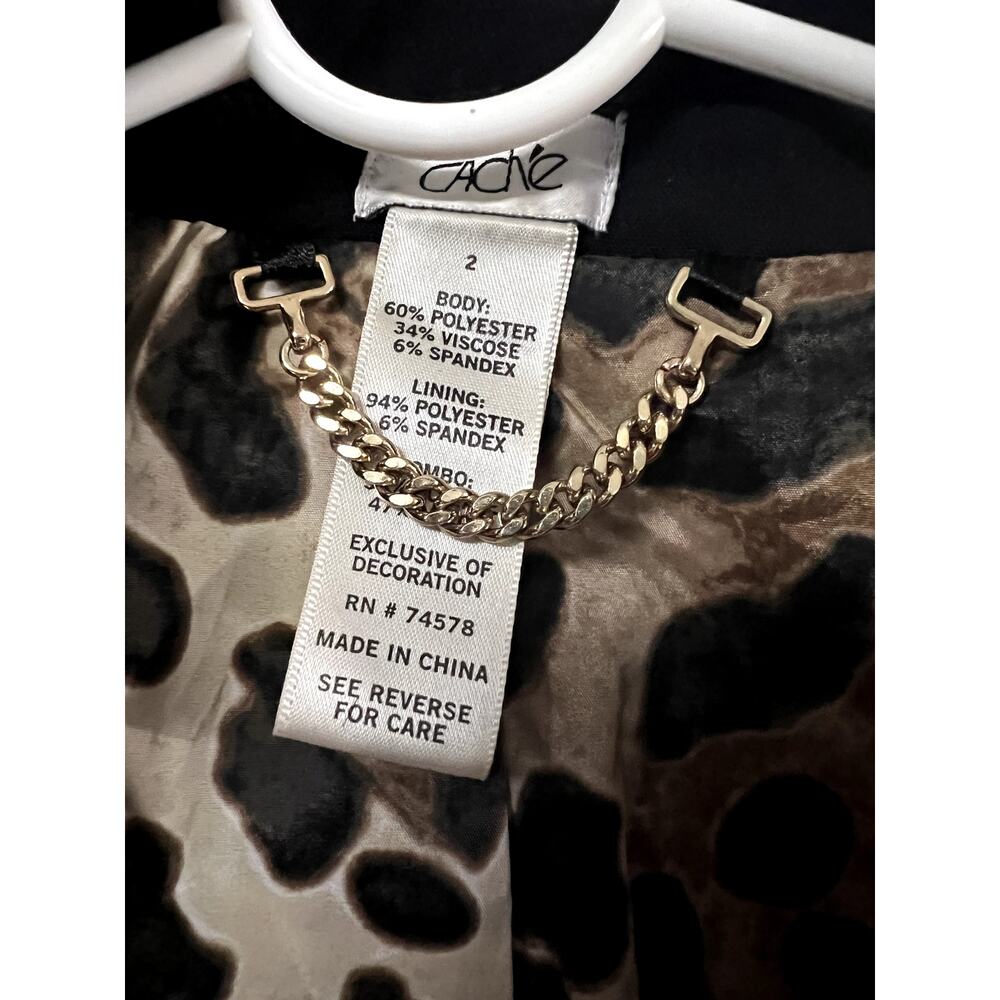 caché
2
BODY:
60% POLYESTER
34% VISCOSE
6% SPANDEX
LINING:
94% POLYESTER
6% SPANDEX
EXCLUSIVE OF
DECORATION
RN # 74578
MADE IN CHINA
SEE REVERSE
FOR CARE